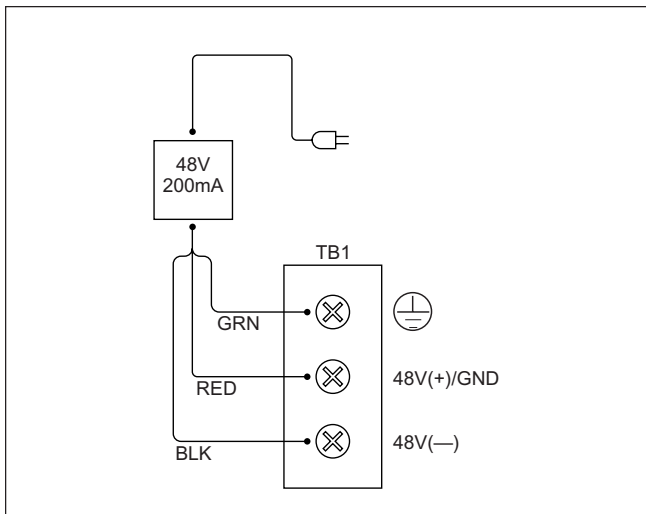 48V
200mA
TB1
GRN
RED
48V(+)/GND
BLK
48V(—)